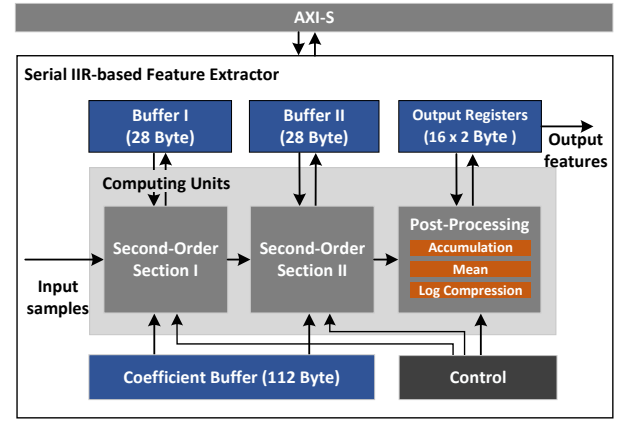 AXI-S
Serial IIR-based Feature Extractor
Buffer I
(28 Byte)
Buffer II
(28 Byte)
Output Registers
(16 x 2 Byte )
Output
features
Computing Units
Second-Order
Section I
Second-Order
Section II
Post-Processing
Accumulation
Mean
Log Compression
Input
samples
Coefficient Buffer (112 Byte)
Control